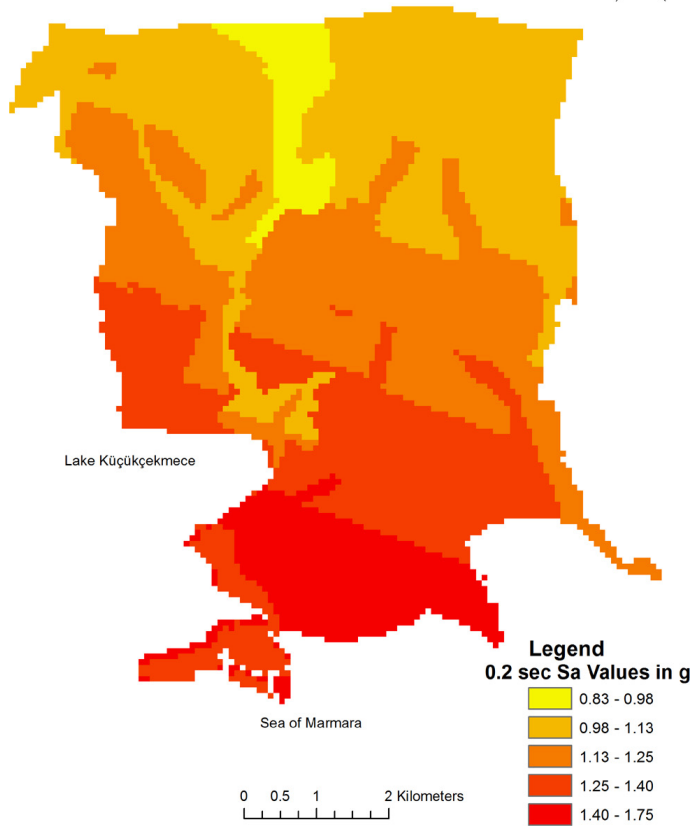 Lake Küçükçekmece
Sea of Marmara
Legend
0.2 sec Sa Values in g
0.83 - 0.98
0.98 - 1.13
1.13 - 1.25
1.25 - 1.40
1.40 - 1.75
0 0.5 1 2 Kilometers